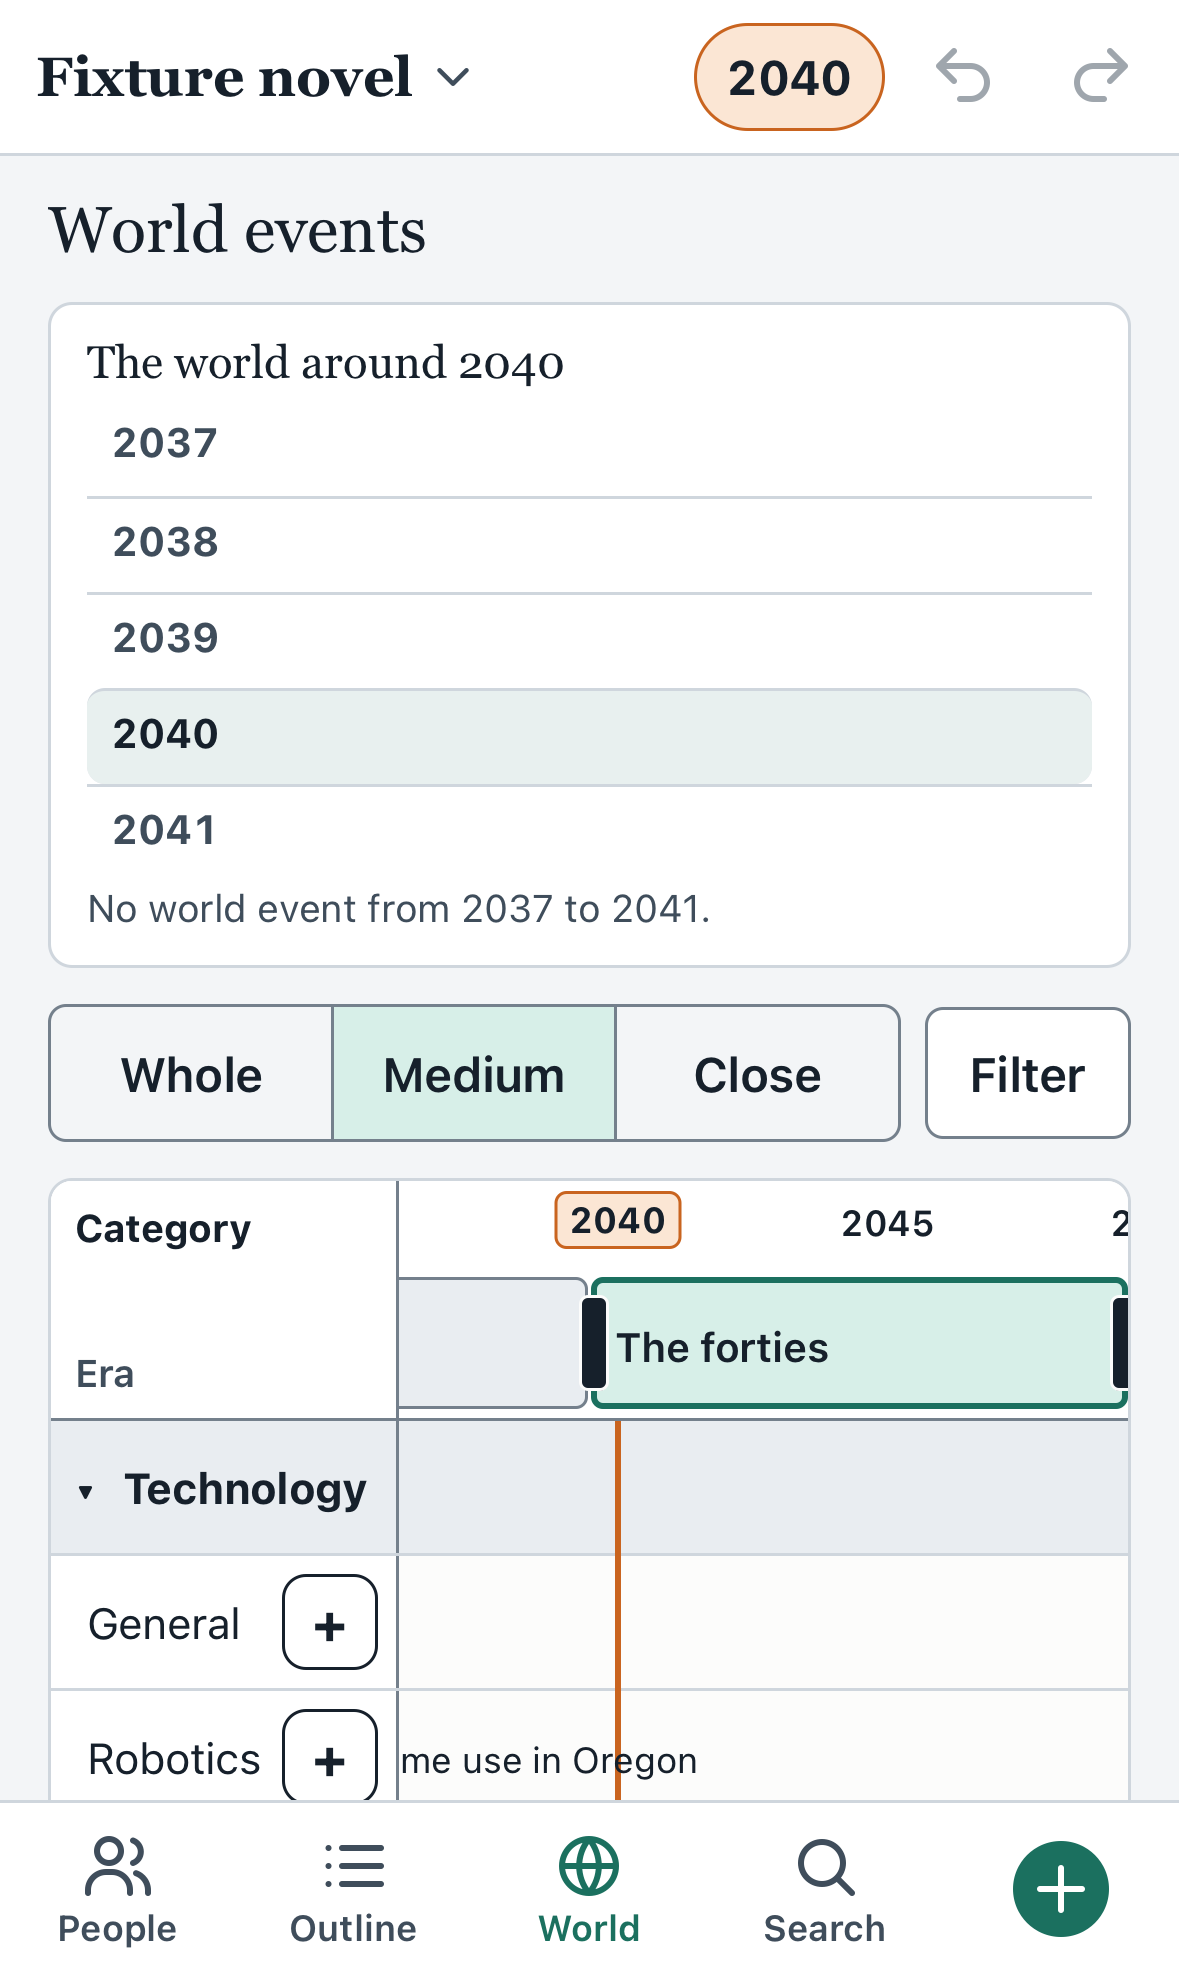 Fixture novel
2040
World events
The world around 2040
2037
2038
2039
2040
2041
No world event from 2037 to 2041.
Whole
Medium
Close
Filter
Category
2040
2045
Era
The forties
Technology
General
+
Robotics
+
me use in Oregon
People
Outline
World
Search